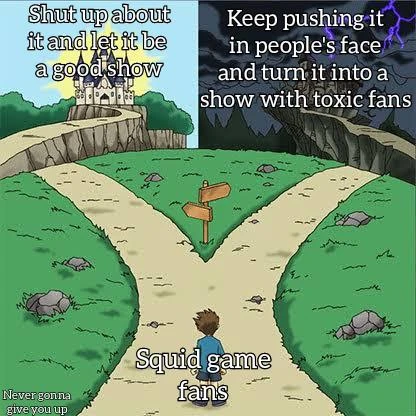 Shut up about
it and let it be
a good show
Keep pushing it
in people's face
and turn it into a
show with toxic fans
Squid game
fans
Never gonna
give you up